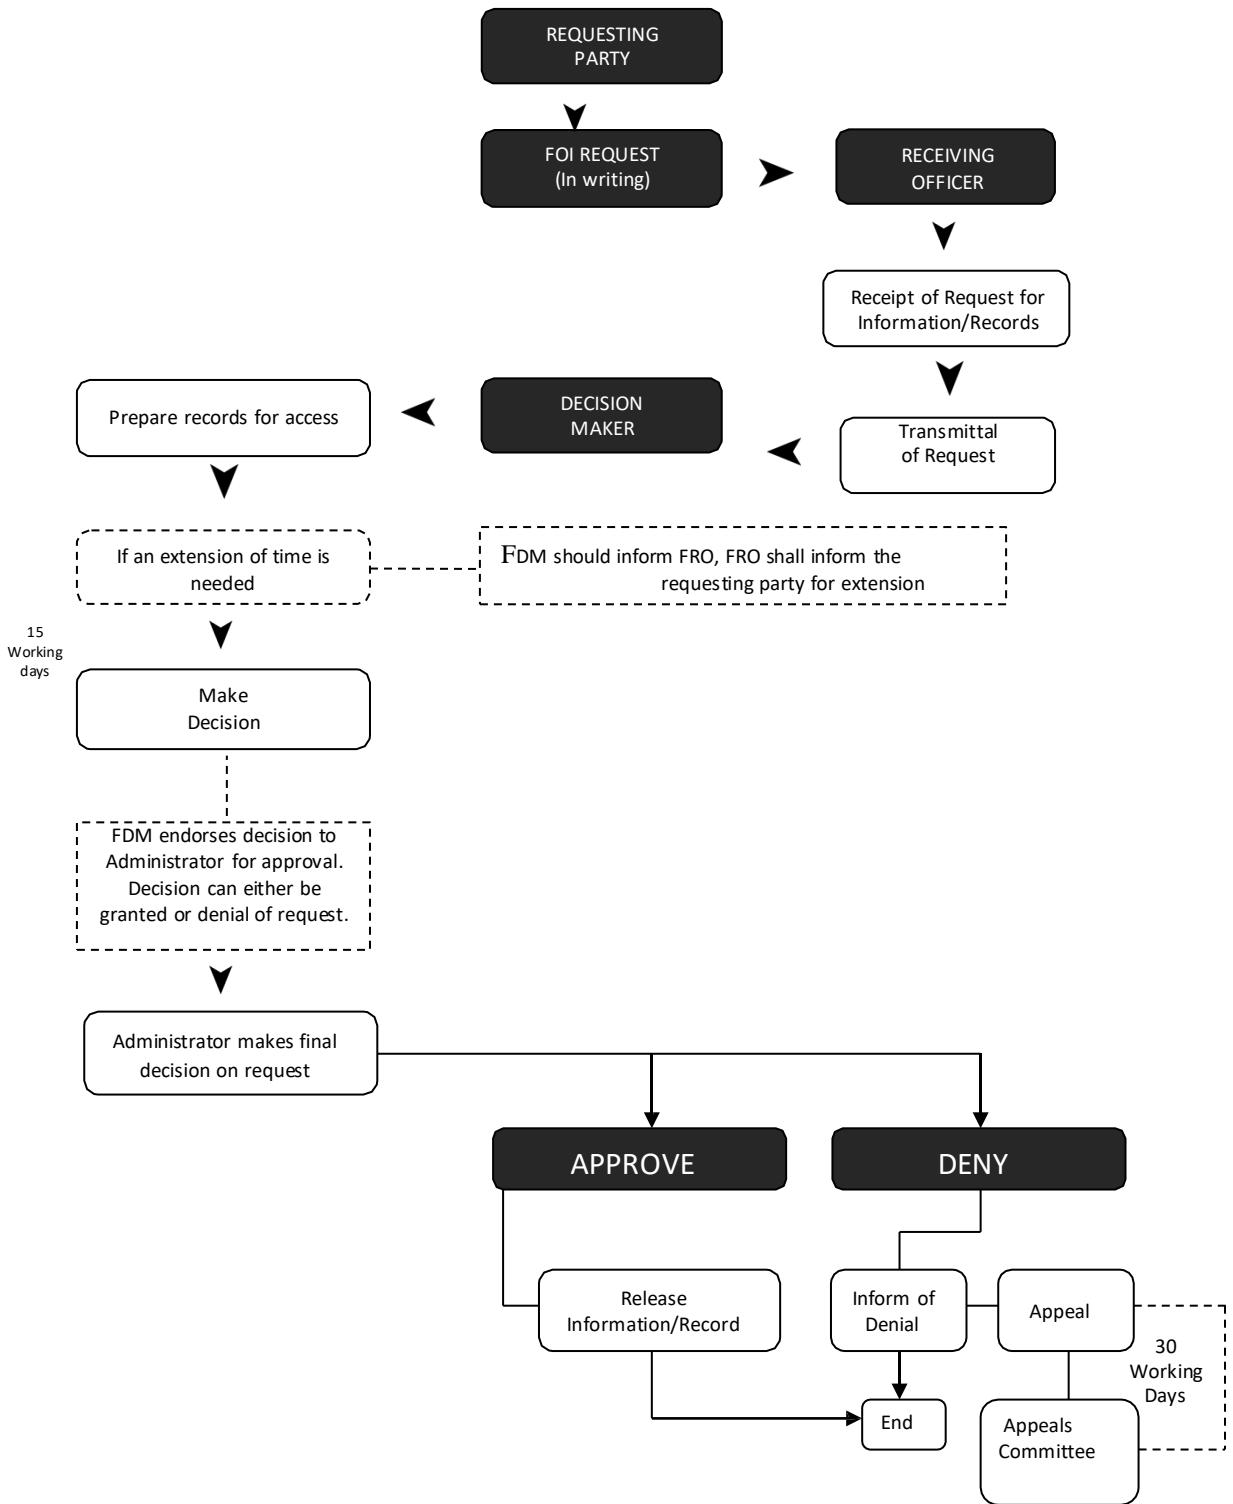 REQUESTING
PARTY
FOI REQUEST
(In writing)
RECEIVING
OFFICER
Receipt of Request for
Information/Records
Transmittal
of Request
DECISION
MAKER
Prepare records for access
If an extension of time is
needed
FDM should inform FRO, FRO shall inform the
requesting party for extension
15
Working
days
Make
Decision
FDM endorses decision to
Administrator for approval.
Decision can either be
granted or denial of request.
Administrator makes final
decision on request
APPROVE
DENY
Release
Information/Record
Inform of
Denial
Appeal
30
Working
Days
End
Appeals
Committee